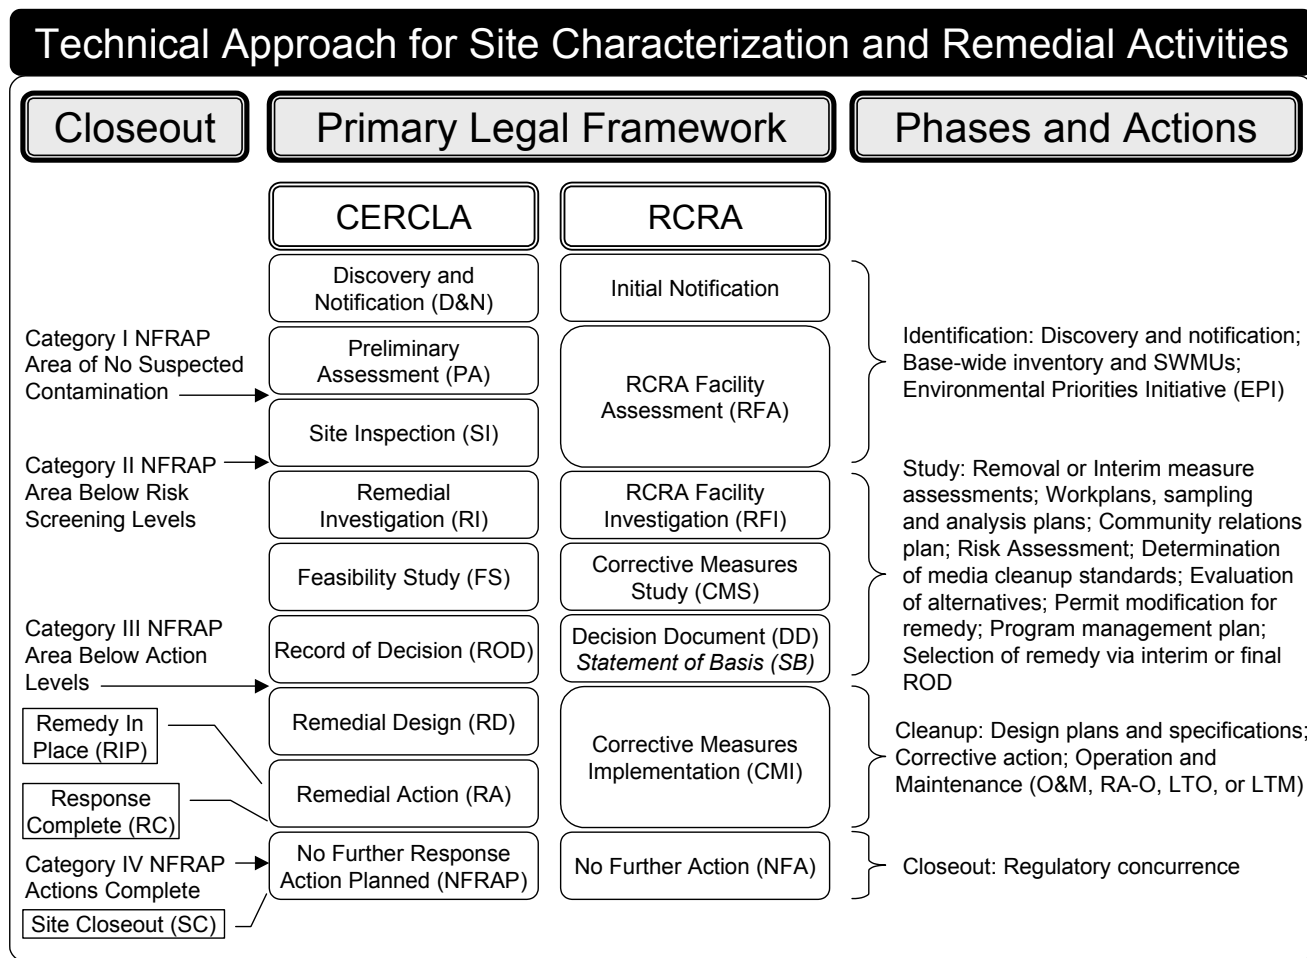 Technical Approach for Site Characterization and Remedial Activities
Closeout
Primary Legal Framework
Phases and Actions
CERCLA
RCRA
Discovery and
Notification (D&N)
Initial Notification
Category I NFRAP
Area of No Suspected
Contamination
Preliminary
Assessment (PA)
RCRA Facility
Assessment (RFA)
Identification: Discovery and notification;
Base-wide inventory and SWMUs;
Environmental Priorities Initiative (EPI)
Site Inspection (SI)
Category II NFRAP
Area Below Risk
Screening Levels
Remedial
Investigation (RI)
RCRA Facility
Investigation (RFI)
Study: Removal or Interim measure
assessments; Workplans, sampling
and analysis plans; Community relations
plan; Risk Assessment; Determination
of media cleanup standards; Evaluation
of alternatives; Permit modification for
remedy; Program management plan;
Selection of remedy via interim or final
ROD
Feasibility Study (FS)
Corrective Measures
Study (CMS)
Category III NFRAP
Area Below Action
Levels
Record of Decision (ROD)
Decision Document (DD)
Statement of Basis (SB)
Remedy In
Place (RIP)
Remedial Design (RD)
Corrective Measures
Implementation (CMI)
Cleanup: Design plans and specifications;
Corrective action; Operation and
Maintenance (O&M, RA-O, LTO, or LTM)
Response
Complete (RC)
Remedial Action (RA)
Category IV NFRAP
Actions Complete
No Further Response
Action Planned (NFRAP)
No Further Action (NFA)
Closeout: Regulatory concurrence
Site Closeout (SC)